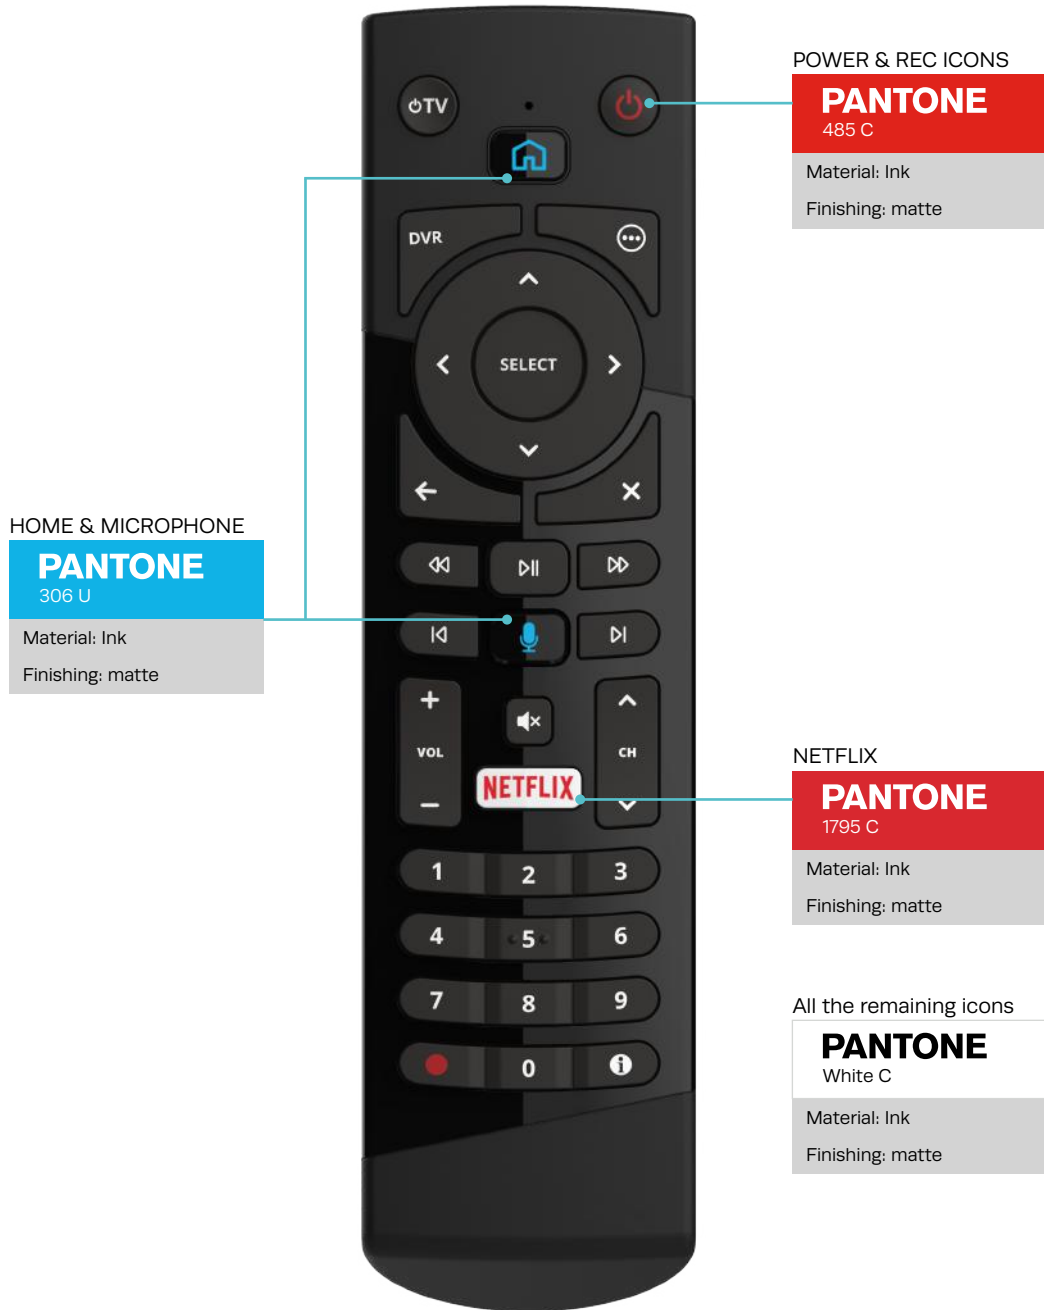 POWER & REC ICONS
PANTONE
485 C
Material: Ink
Finishing: matte
TV
DVR
SELECT
HOME & MICROPHONE
PANTONE
306 U
Material: Ink
Finishing: matte
+
VOL
−
CH
NETFLIX
NETFLIX
PANTONE
1795 C
Material: Ink
Finishing: matte
1 2 3
4 5 6
7 8 9
0 i
All the remaining icons
PANTONE
White C
Material: Ink
Finishing: matte